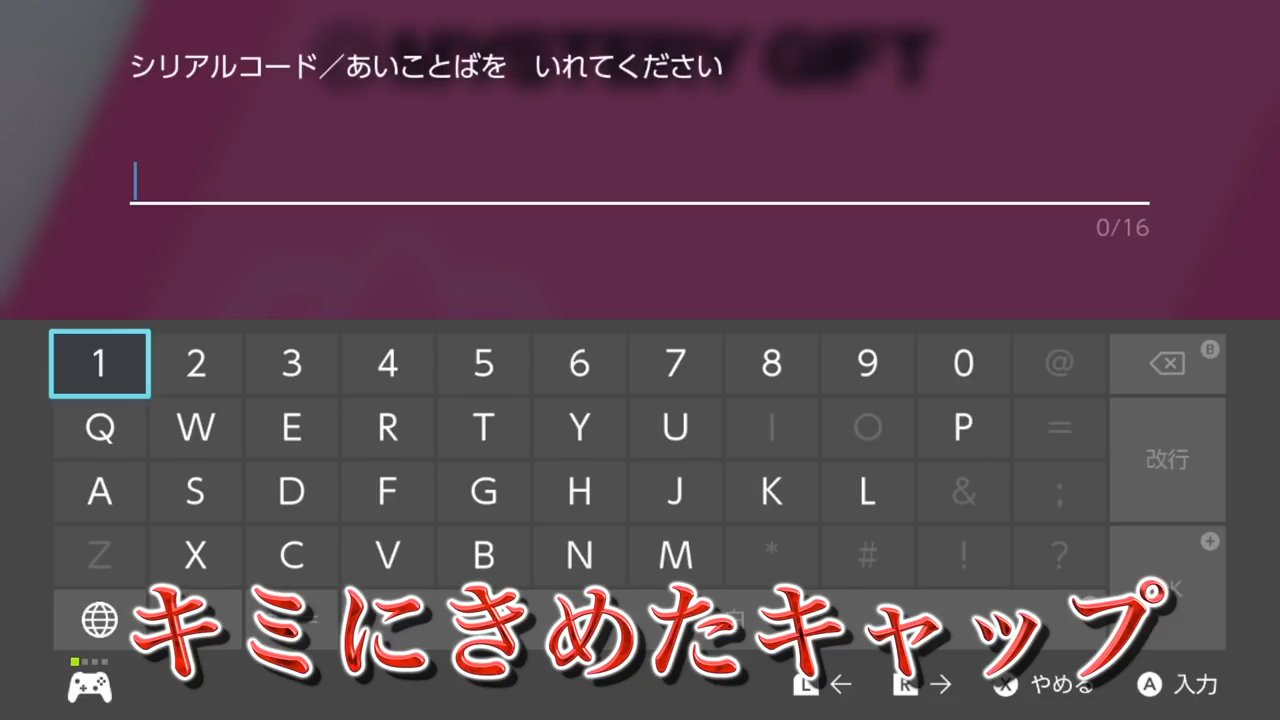 MYSTERY GIFT
シリアルコード／あいことばを　いれてください
0/16
1 2 3 4 5 6 7 8 9 0 @ B
Q W E R T Y U I O P =
改行
A S D F G H J K L & ;
Z X C V B N M * # ! ? +
キミにきめたキャップ
L ← R → X やめる A 入力